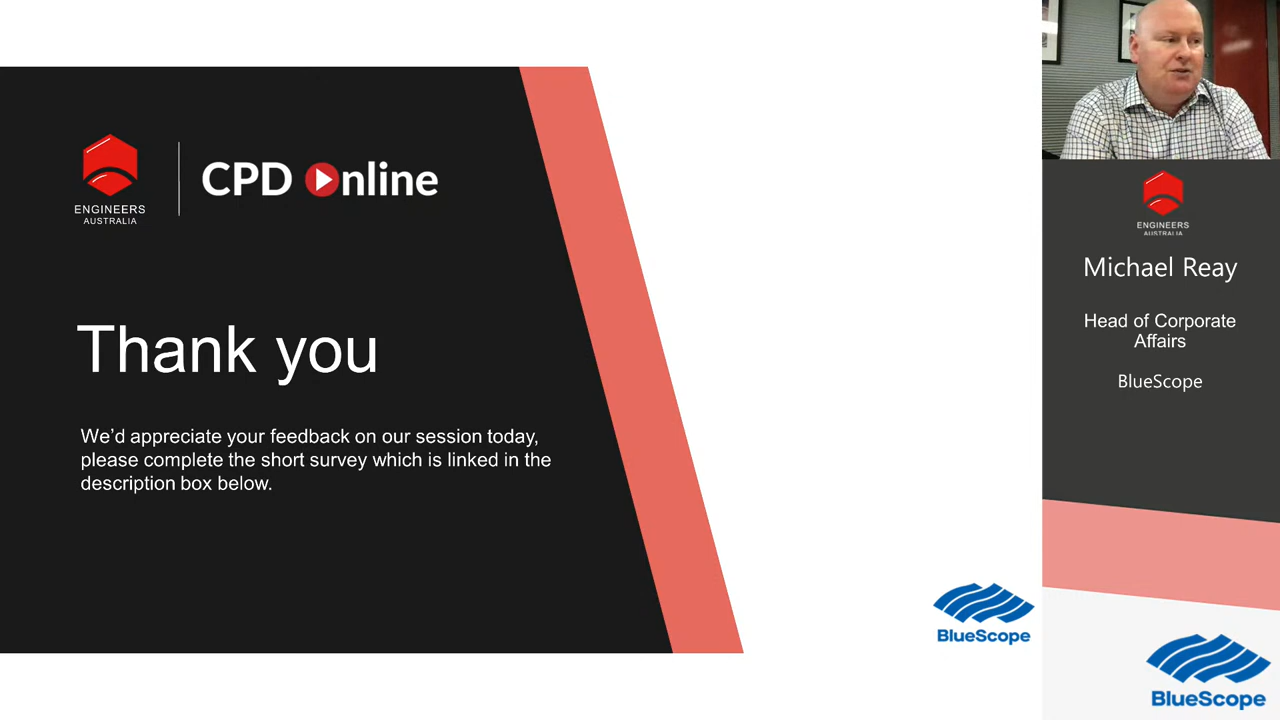 ENGINEERS
AUSTRALIA
CPD Online
Thank you
We'd appreciate your feedback on our session today,
please complete the short survey which is linked in the
description box below.
BlueScope
ENGINEERS
AUSTRALIA
Michael Reay
Head of Corporate
Affairs
BlueScope
BlueScope